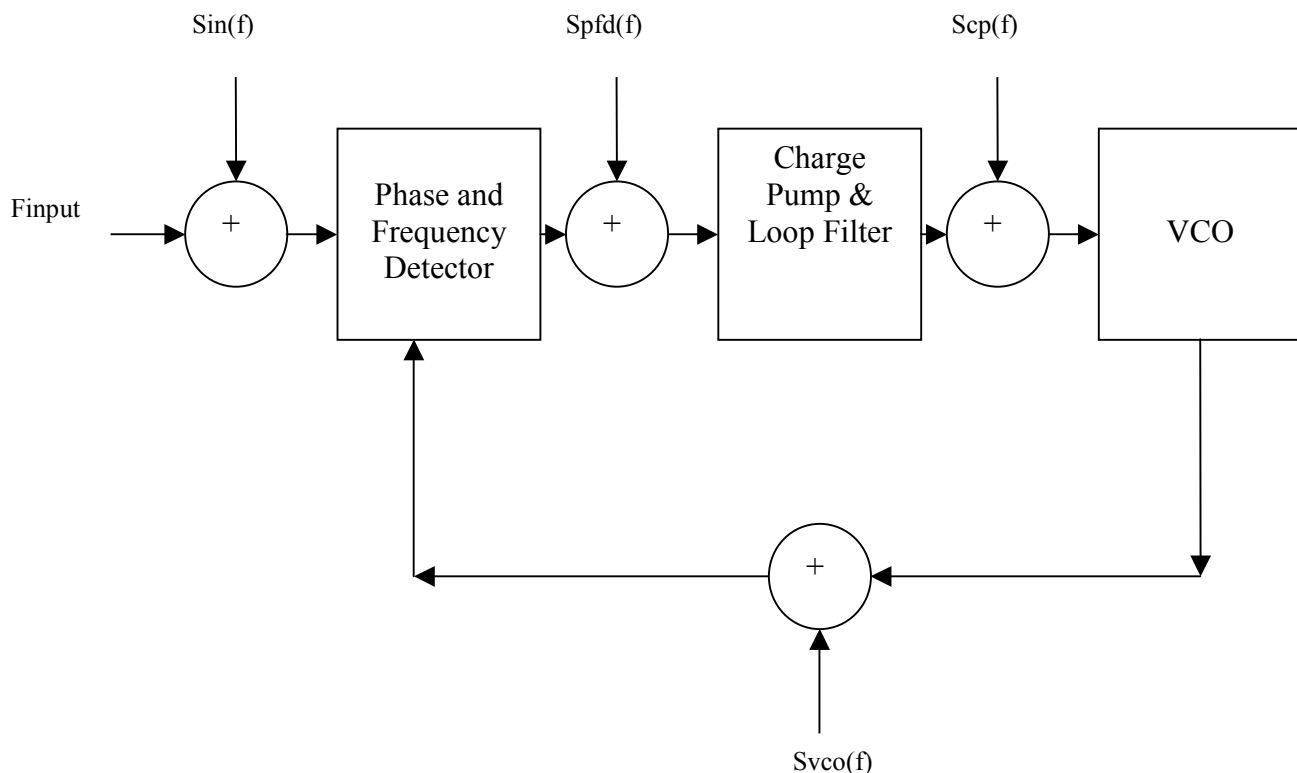 Sin(f)
Spfd(f)
Scp(f)
Finput
+
Phase and
Frequency
Detector
+
Charge
Pump &
Loop Filter
+
VCO
+
Svco(f)